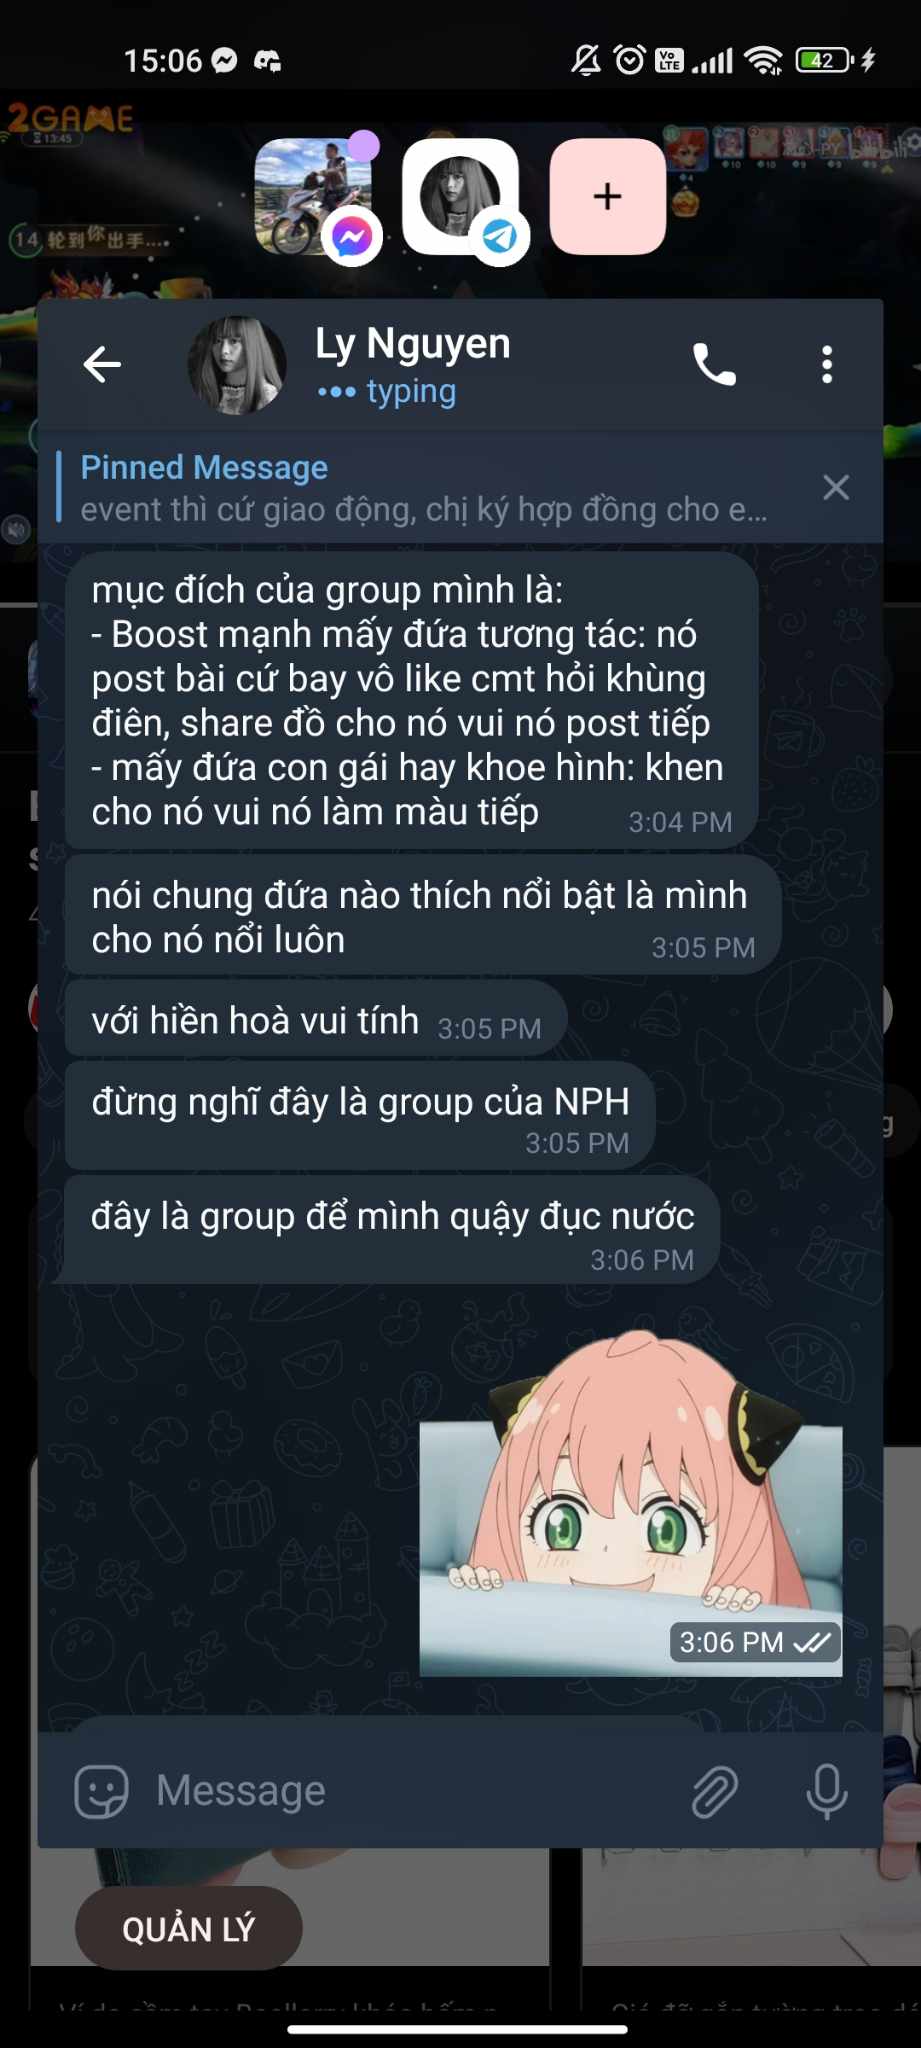 15:06
Vo
LTE
42
2GAME
13:45
14 轮到你出手...
+
Ly Nguyen
••• typing
Pinned Message
event thì cứ giao động, chị ký hợp đồng cho e...
mục đích của group mình là:
- Boost mạnh mấy đứa tương tác: nó
post bài cứ bay vô like cmt hỏi khùng
điên, share đồ cho nó vui nó post tiếp
- mấy đứa con gái hay khoe hình: khen
cho nó vui nó làm màu tiếp
3:04 PM
nói chung đứa nào thích nổi bật là mình
cho nó nổi luôn
3:05 PM
với hiền hoà vui tính 3:05 PM
đừng nghĩ đây là group của NPH
3:05 PM
đây là group để mình quậy đục nước
3:06 PM
3:06 PM
Message
QUẢN LÝ